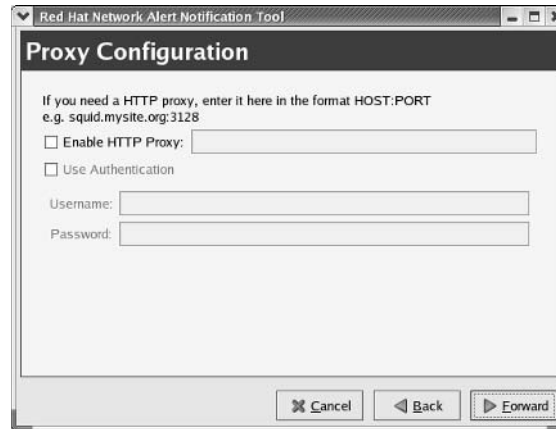 Red Hat Network Alert Notification Tool
Proxy Configuration
If you need a HTTP proxy, enter it here in the format HOST:PORT
e.g. squid.mysite.org:3128
Enable HTTP Proxy:
Use Authentication
Username:
Password:
Cancel Back Forward